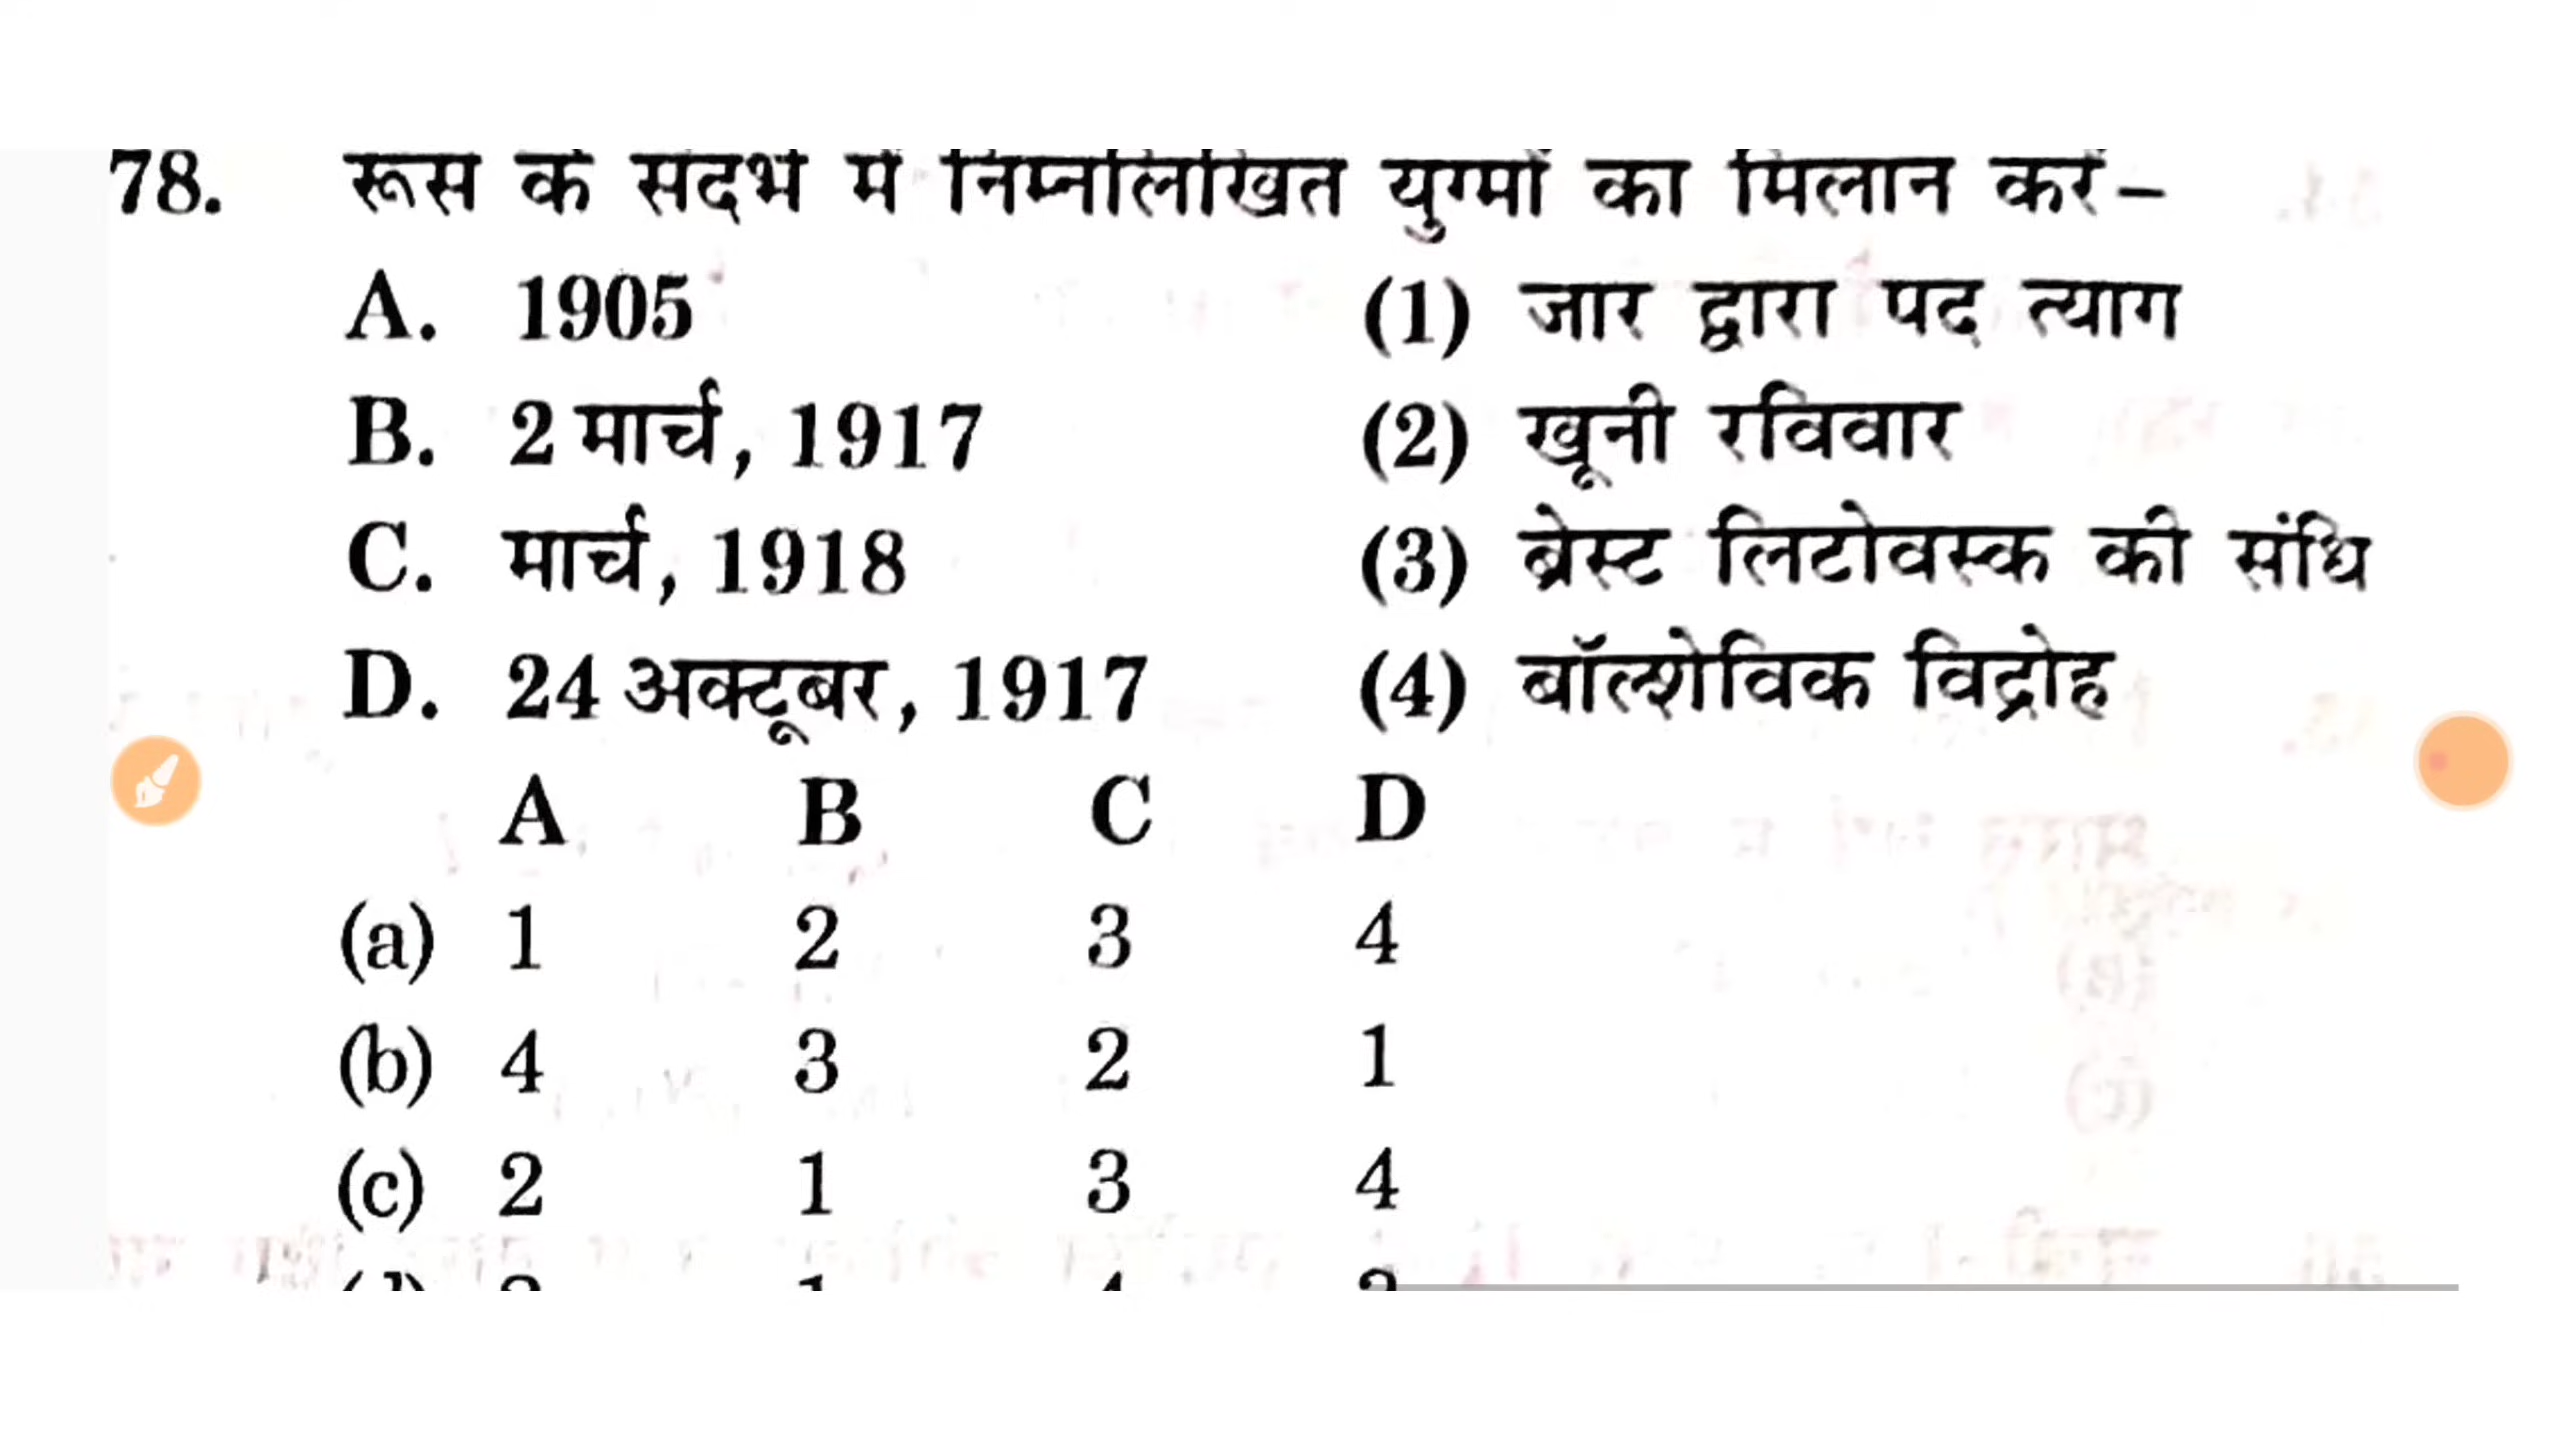 78. रूस के संदर्भ में निम्नलिखित युग्मों का मिलान करें–
A. 1905 (1) जार द्वारा पद त्याग
B. 2 मार्च, 1917 (2) खूनी रविवार
C. मार्च, 1918 (3) ब्रेस्ट लिटोवस्क की संधि
D. 24 अक्टूबर, 1917 (4) बॉल्शेविक विद्रोह
A B C D
(a) 1 2 3 4
(b) 4 3 2 1
(c) 2 1 3 4